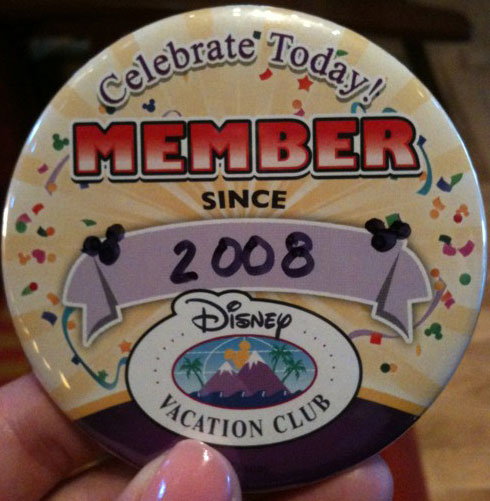 Celebrate Today!
MEMBER
SINCE
2008
Disney
VACATION CLUB